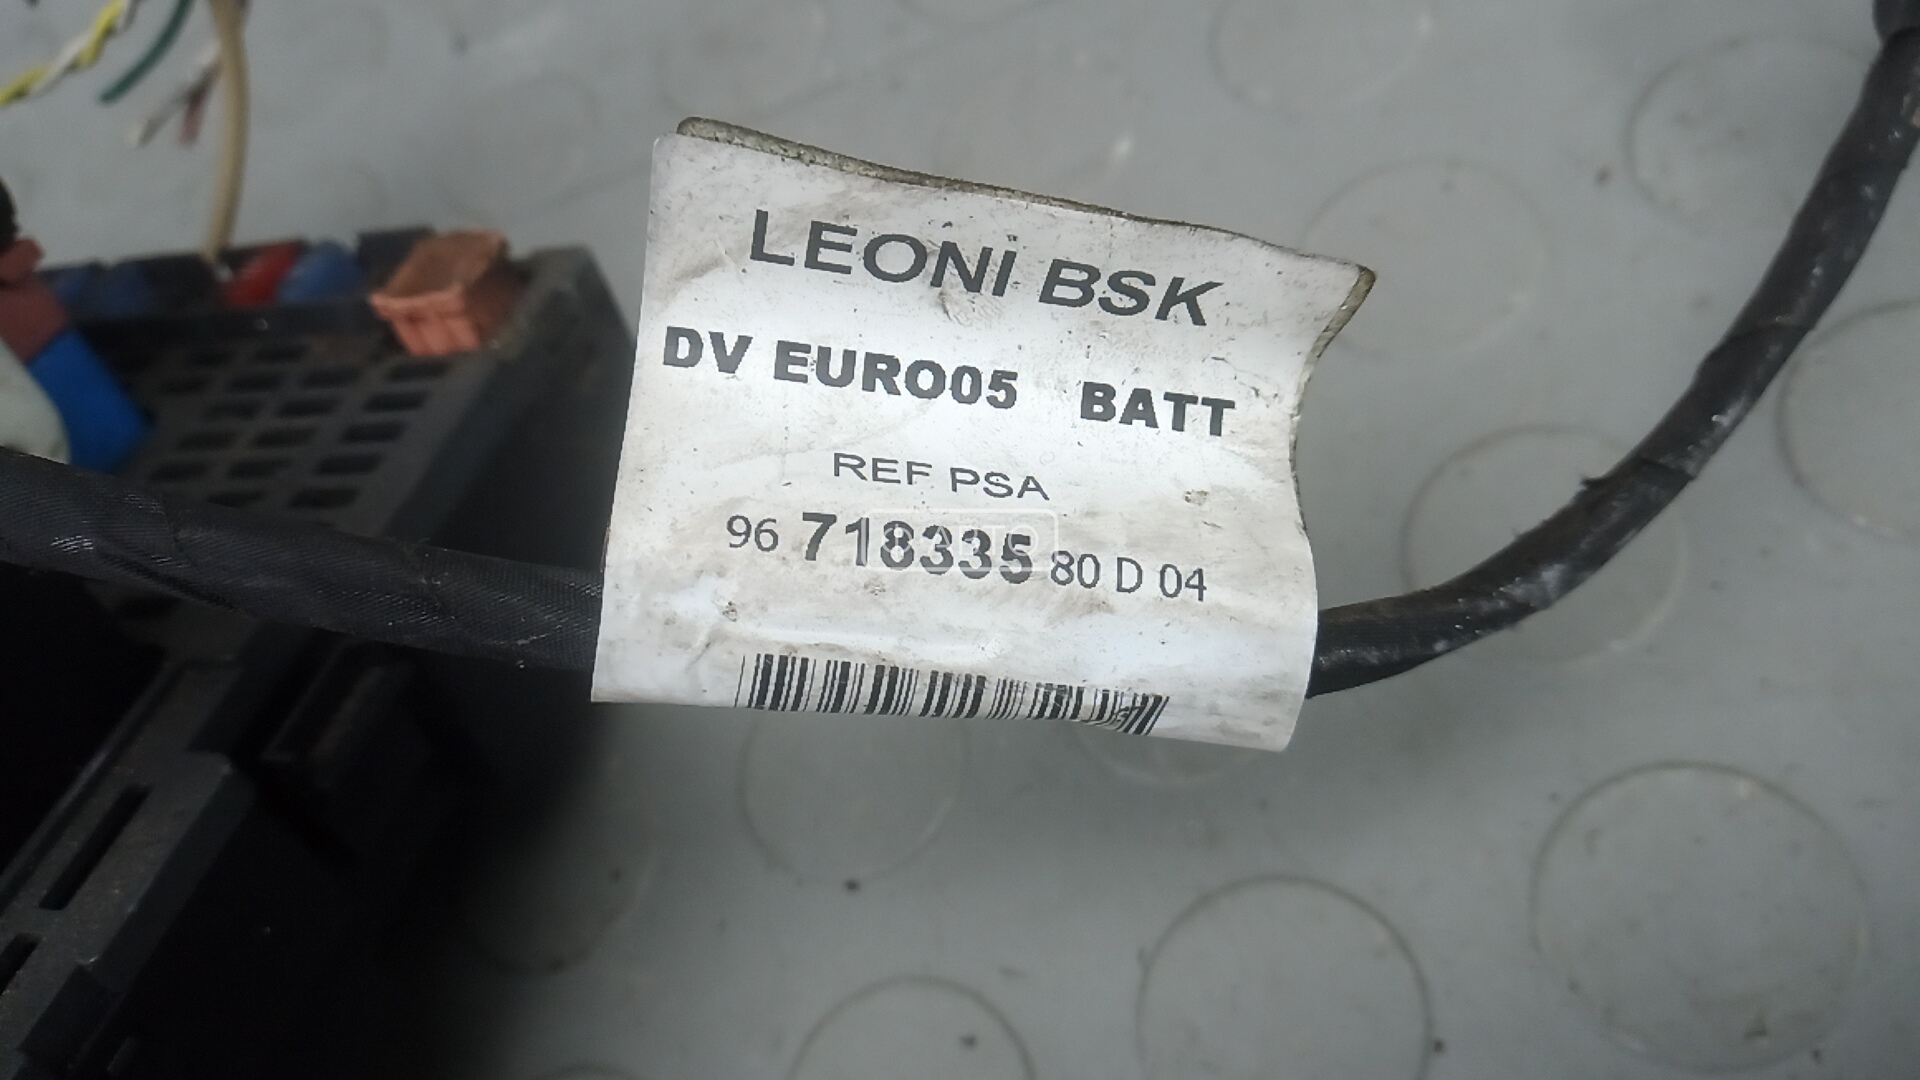 LEONI BSK
DV EURO05 BATT
REF PSA
96 718335 80 D 04